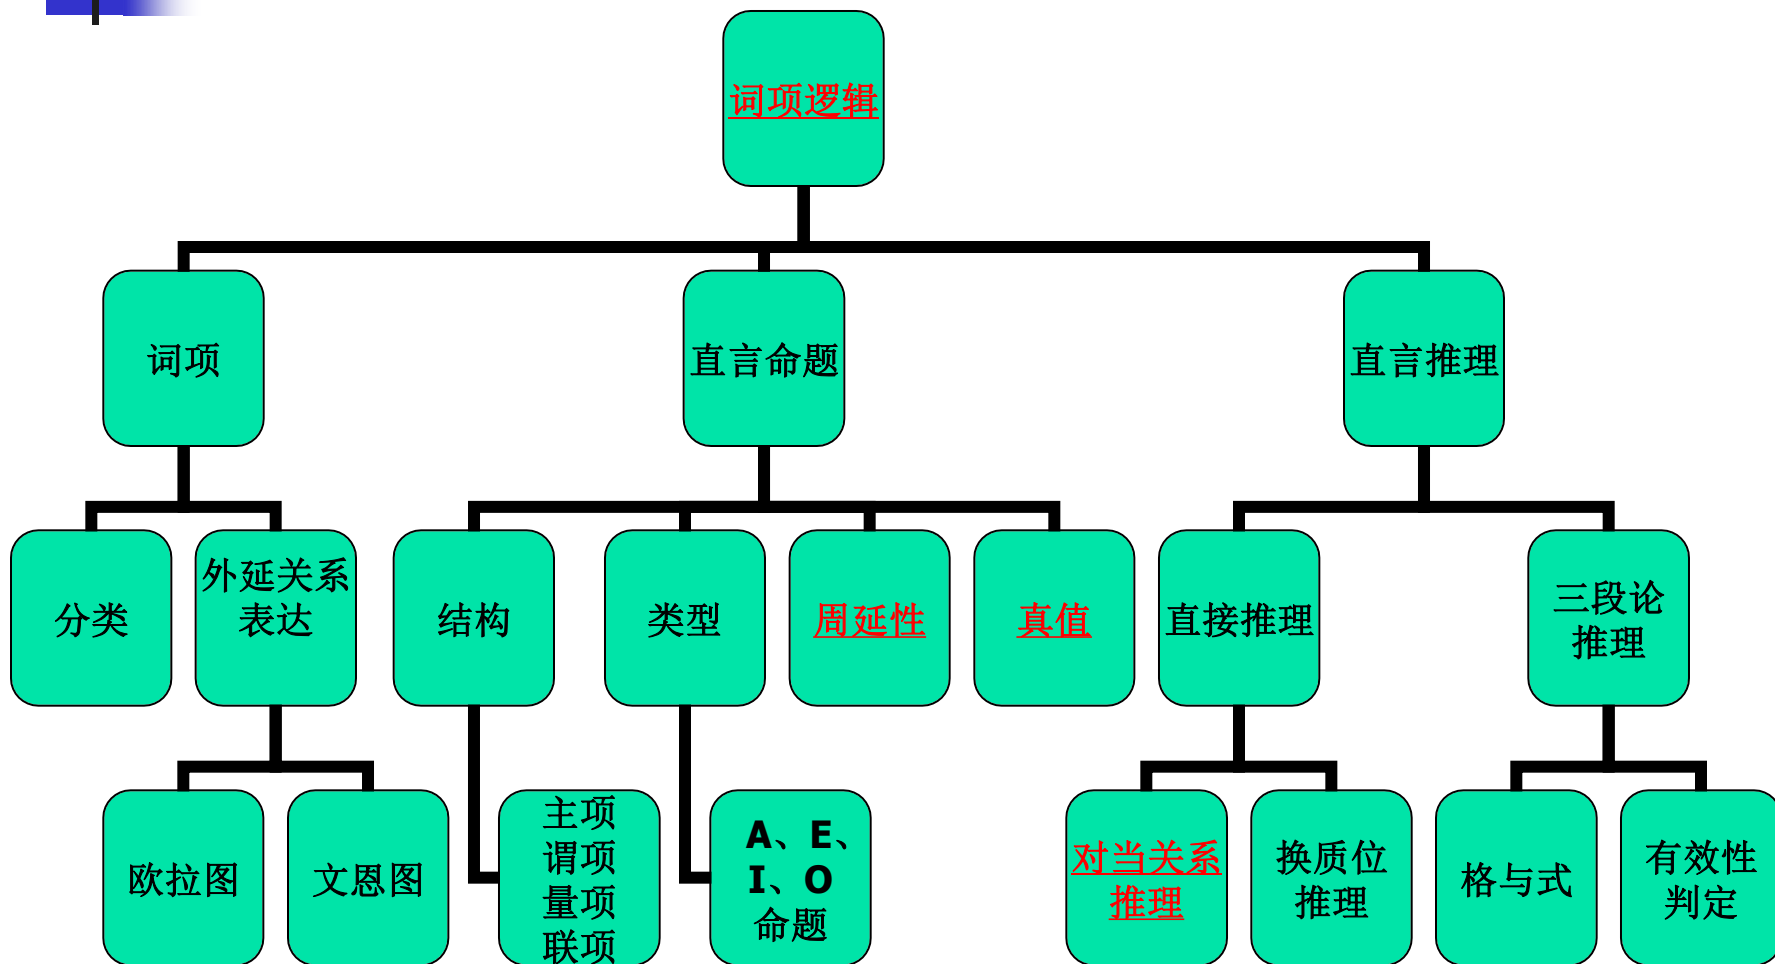 词项逻辑
词项
直言命题
直言推理
分类
外延关系
表达
结构
类型
周延性
真值
直接推理
三段论
推理
欧拉图
文恩图
主项
谓项
量项
联项
A、E、
I、O
命题
对当关系
推理
换质位
推理
格与式
有效性
判定